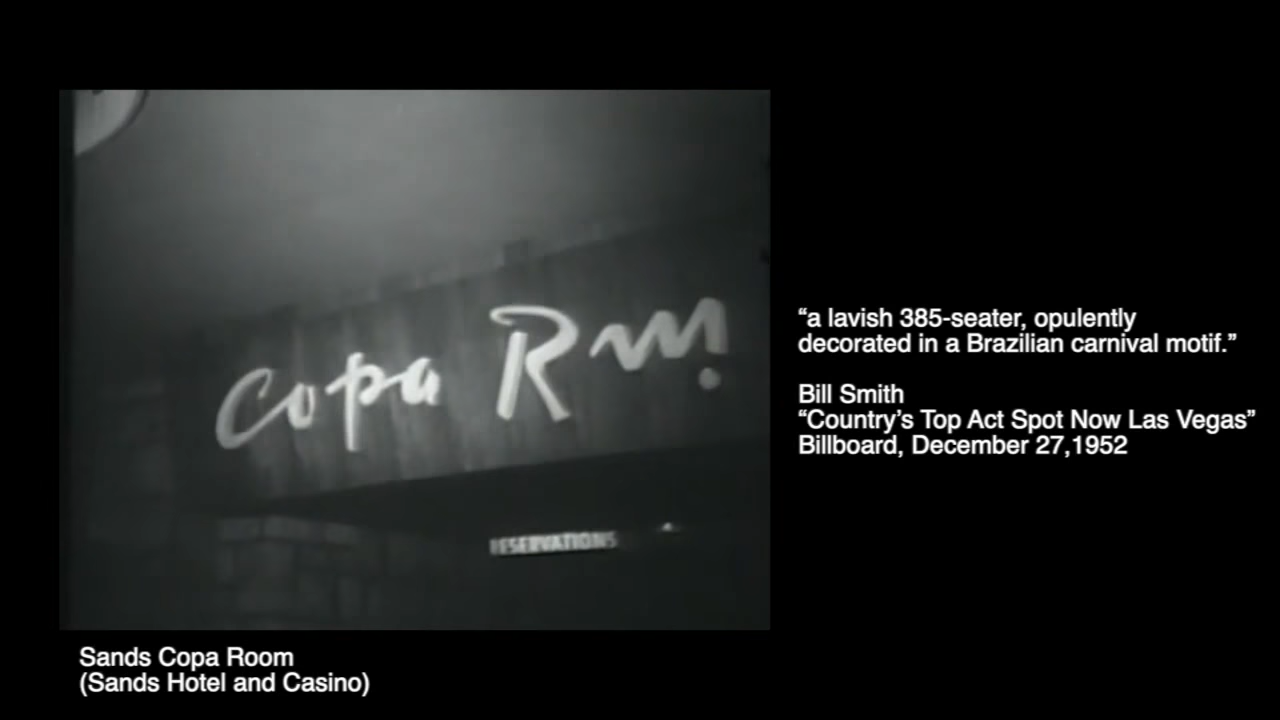 Copa Rm.
RESERVATIONS
“a lavish 385-seater, opulently
decorated in a Brazilian carnival motif.”
Bill Smith
“Country’s Top Act Spot Now Las Vegas”
Billboard, December 27,1952
Sands Copa Room
(Sands Hotel and Casino)